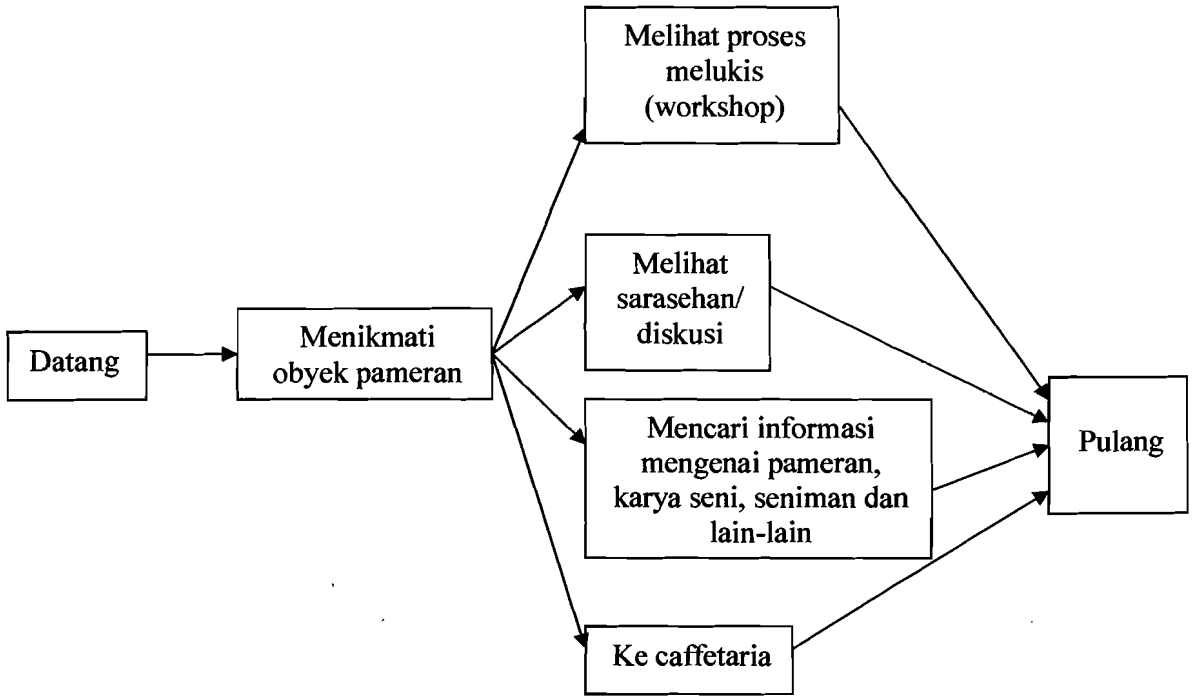 Melihat proses
melukis
(workshop)
Melihat
sarasehan/
diskusi
Datang
Menikmati
obyek pameran
Mencari informasi
mengenai pameran,
karya seni, seniman dan
lain-lain
Pulang
Ke caffetaria